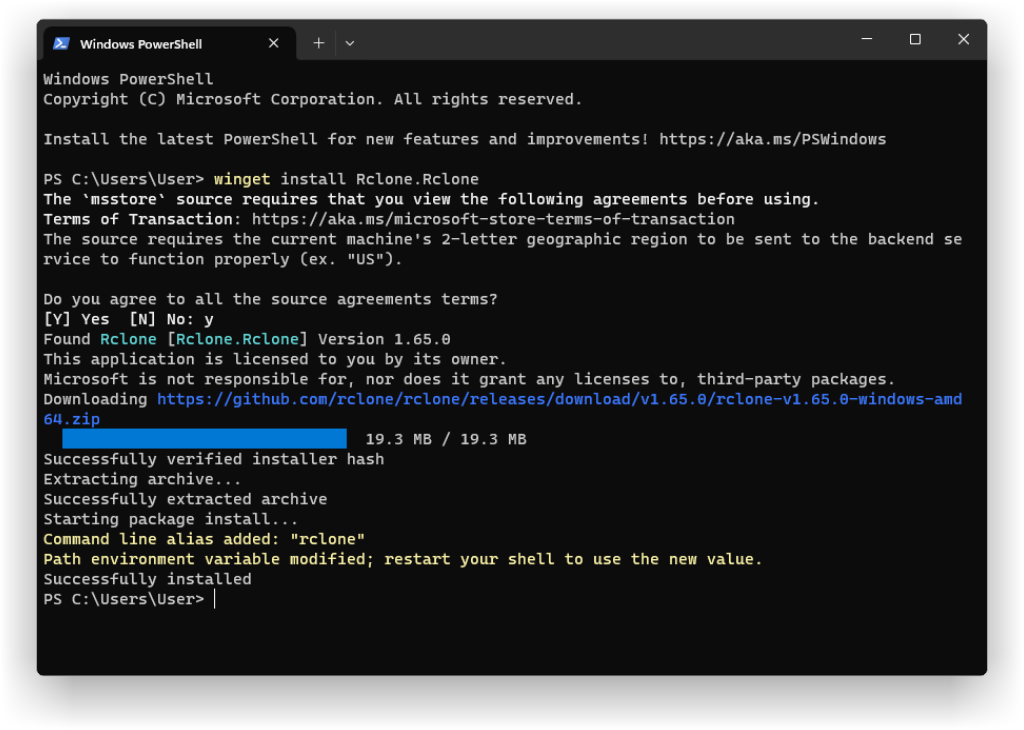 Windows PowerShell
Windows PowerShell
Copyright (C) Microsoft Corporation. All rights reserved.
Install the latest PowerShell for new features and improvements! https://aka.ms/PSWindows
PS C:\Users\User> winget install Rclone.Rclone
The `msstore` source requires that you view the following agreements before using.
Terms of Transaction: https://aka.ms/microsoft-store-terms-of-transaction
The source requires the current machine's 2-letter geographic region to be sent to the backend se
rvice to function properly (ex. "US").
Do you agree to all the source agreements terms?
[Y] Yes  [N] No: y
Found Rclone [Rclone.Rclone] Version 1.65.0
This application is licensed to you by its owner.
Microsoft is not responsible for, nor does it grant any licenses to, third-party packages.
Downloading https://github.com/rclone/rclone/releases/download/v1.65.0/rclone-v1.65.0-windows-amd
64.zip
19.3 MB / 19.3 MB
Successfully verified installer hash
Extracting archive...
Successfully extracted archive
Starting package install...
Command line alias added: "rclone"
Path environment variable modified; restart your shell to use the new value.
Successfully installed
PS C:\Users\User>